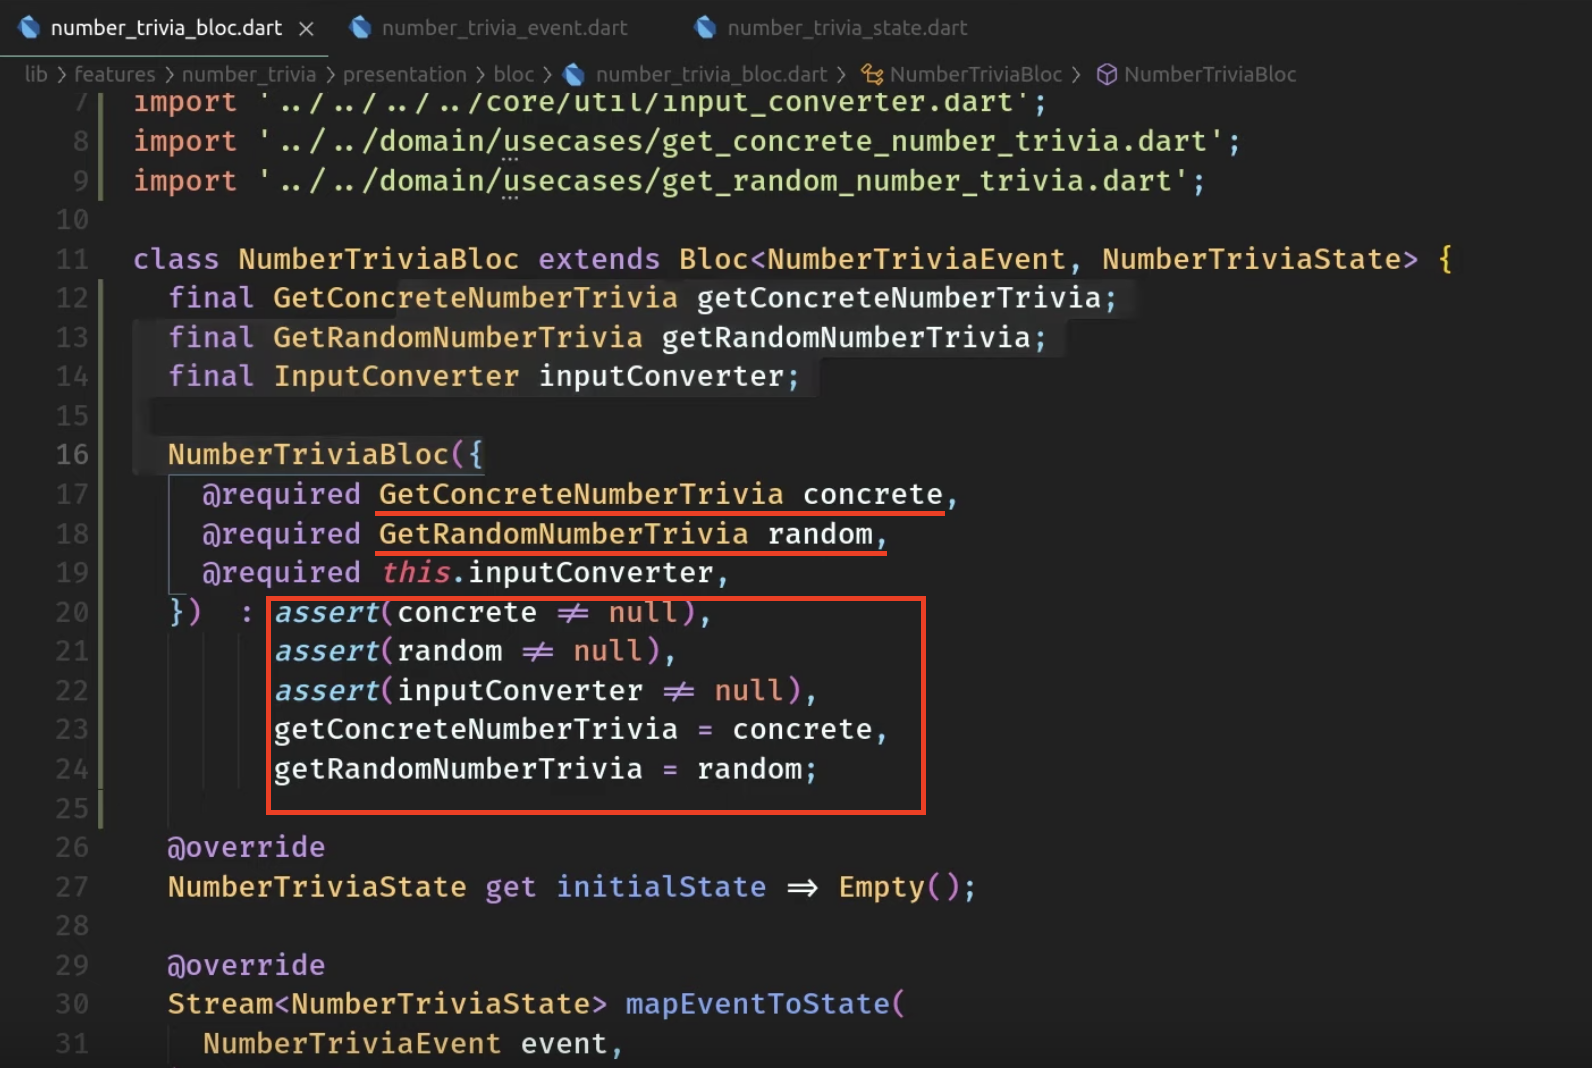 number_trivia_bloc.dart × number_trivia_event.dart number_trivia_state.dart
lib > features > number_trivia > presentation > bloc > number_trivia_bloc.dart > NumberTriviaBloc > NumberTriviaBloc
7 import '../../../../core/util/input_converter.dart';
8 import '../../domain/usecases/get_concrete_number_trivia.dart';
9 import '../../domain/usecases/get_random_number_trivia.dart';
10
11 class NumberTriviaBloc extends Bloc<NumberTriviaEvent, NumberTriviaState> {
12 final GetConcreteNumberTrivia getConcreteNumberTrivia;
13 final GetRandomNumberTrivia getRandomNumberTrivia;
14 final InputConverter inputConverter;
15
16 NumberTriviaBloc({
17 @required GetConcreteNumberTrivia concrete,
18 @required GetRandomNumberTrivia random,
19 @required this.inputConverter,
20 }) : assert(concrete != null),
21 assert(random != null),
22 assert(inputConverter != null),
23 getConcreteNumberTrivia = concrete,
24 getRandomNumberTrivia = random;
25
26 @override
27 NumberTriviaState get initialState => Empty();
28
29 @override
30 Stream<NumberTriviaState> mapEventToState(
31 NumberTriviaEvent event,